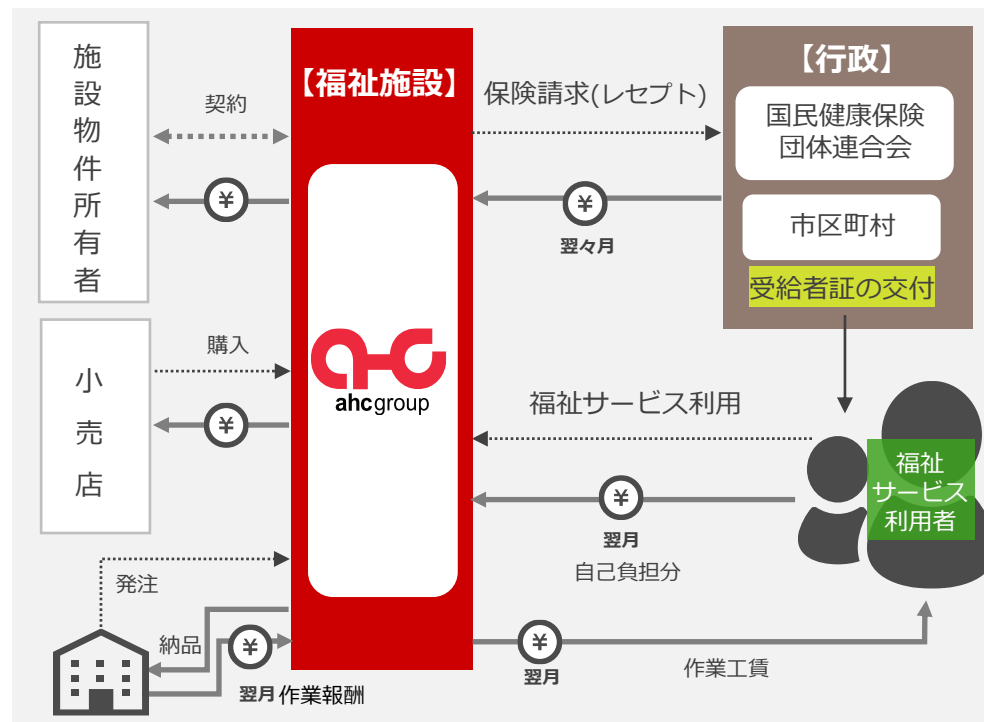 施設物件所有者
契約
¥
小売店
購入
¥
発注
納品
¥
翌月 作業報酬
【福祉施設】
ahcgroup
保険請求(レセプト)
¥
翌々月
【行政】
国民健康保険
団体連合会
市区町村
受給者証の交付
福祉サービス利用
¥
翌月
自己負担分
福祉
サービス
利用者
¥
翌月
作業工賃